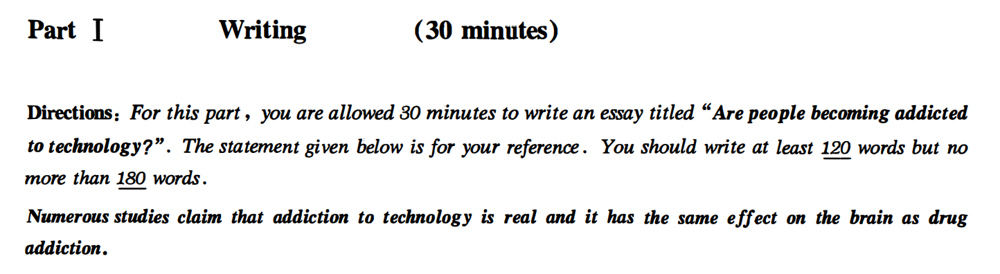 Part Ⅰ Writing (30 minutes)
Directions: For this part, you are allowed 30 minutes to write an essay titled “Are people becoming addicted
to technology?”. The statement given below is for your reference. You should write at least 120 words but no
more than 180 words.
Numerous studies claim that addiction to technology is real and it has the same effect on the brain as drug
addiction.